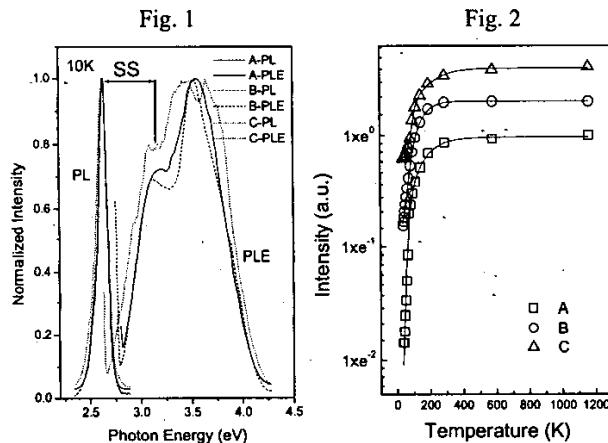 Fig. 1
Fig. 2
10K
SS
PL
PLE
A-PL
A-PLE
B-PL
B-PLE
C-PL
C-PLE
1.0
0.8
0.6
0.4
0.2
0.0
Normalized Intensity
2.5 3.0 3.5 4.0 4.5
Photon Energy (eV)
1xe^0
1xe^-1
1xe^-2
Intensity (a.u.)
A
B
C
0 200 400 600 800 1000 1200
Temperature (K)